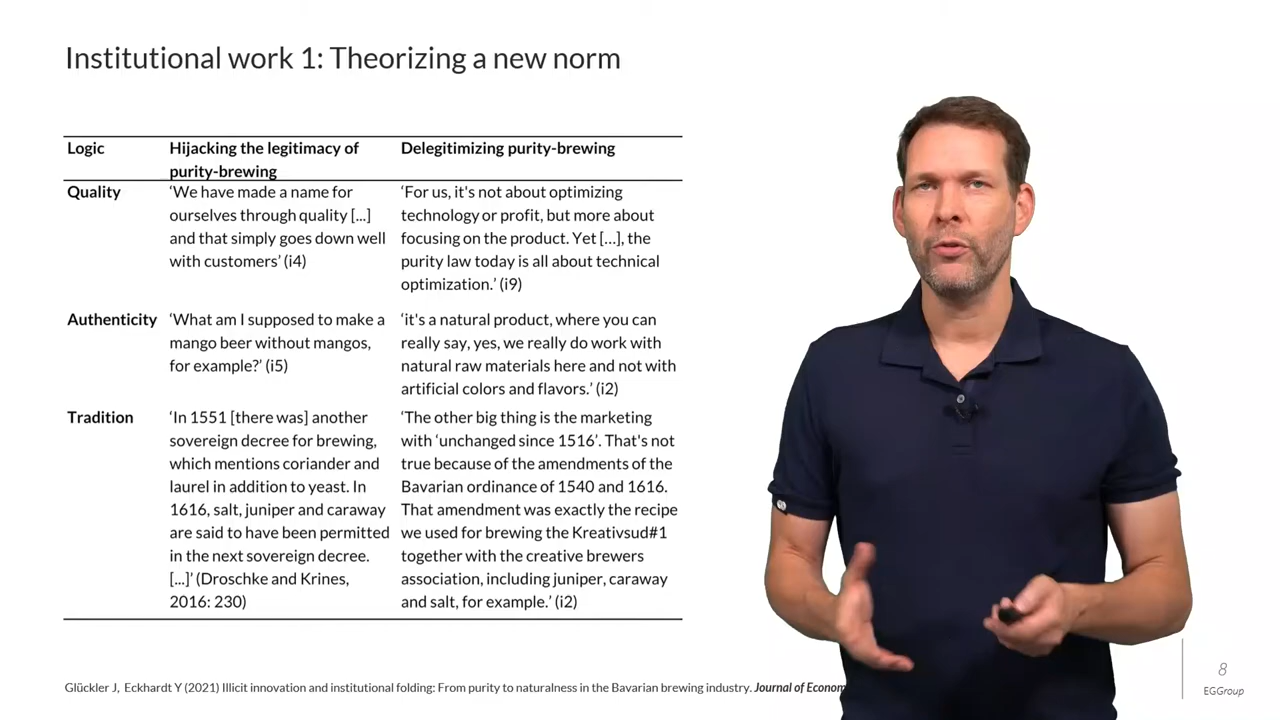 Institutional work 1: Theorizing a new norm
Logic
Hijacking the legitimacy of
purity-brewing
Delegitimizing purity-brewing
Quality
‘We have made a name for
ourselves through quality [...]
and that simply goes down well
with customers’ (i4)
‘For us, it's not about optimizing
technology or profit, but more about
focusing on the product. Yet […], the
purity law today is all about technical
optimization.’ (i9)
Authenticity
‘What am I supposed to make a
mango beer without mangos,
for example?’ (i5)
‘it's a natural product, where you can
really say, yes, we really do work with
natural raw materials here and not with
artificial colors and flavors.’ (i2)
Tradition
‘In 1551 [there was] another
sovereign decree for brewing,
which mentions coriander and
laurel in addition to yeast. In
1616, salt, juniper and caraway
are said to have been permitted
in the next sovereign decree.
[...]’ (Droschke and Krines,
2016: 230)
‘The other big thing is the marketing
with ‘unchanged since 1516’. That's not
true because of the amendments of the
Bavarian ordinance of 1540 and 1616.
That amendment was exactly the recipe
we used for brewing the Kreativsud#1
together with the creative brewers
association, including juniper, caraway
and salt, for example.’ (i2)
Glückler J, Eckhardt Y (2021) Illicit innovation and institutional folding: From purity to naturalness in the Bavarian brewing industry. Journal of Econom
8
EGGroup